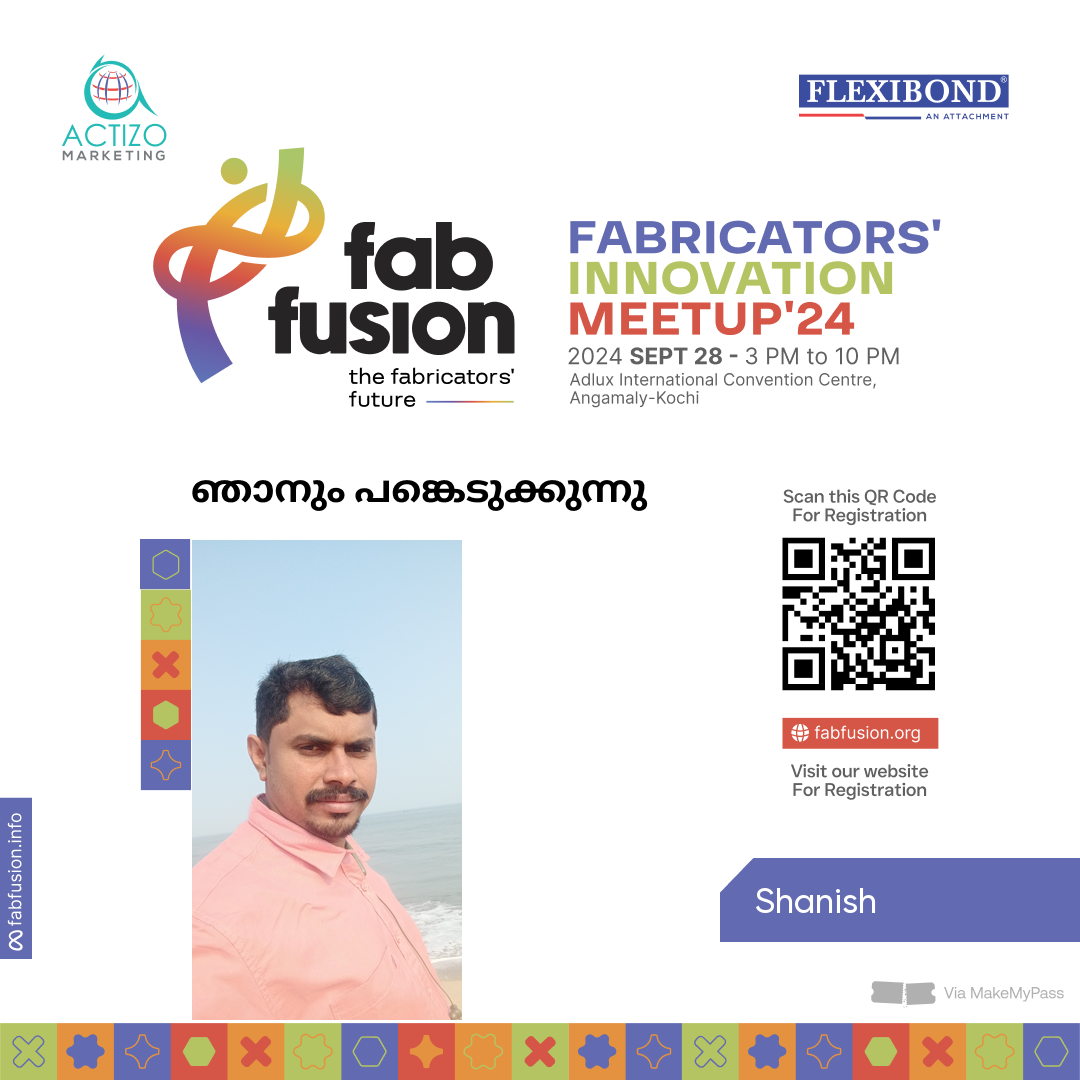 ACTIZO
MARKETING
FLEXIBOND®
AN ATTACHMENT
fab
fusion
the fabricators'
future
FABRICATORS'
INNOVATION
MEETUP'24
2024 SEPT 28 - 3 PM to 10 PM
Adlux International Convention Centre,
Angamaly-Kochi
ഞാനും പങ്കെടുക്കുന്നു
Scan this QR Code
For Registration
fabfusion.org
Visit our website
For Registration
fabfusion.info
Shanish
Via MakeMyPass